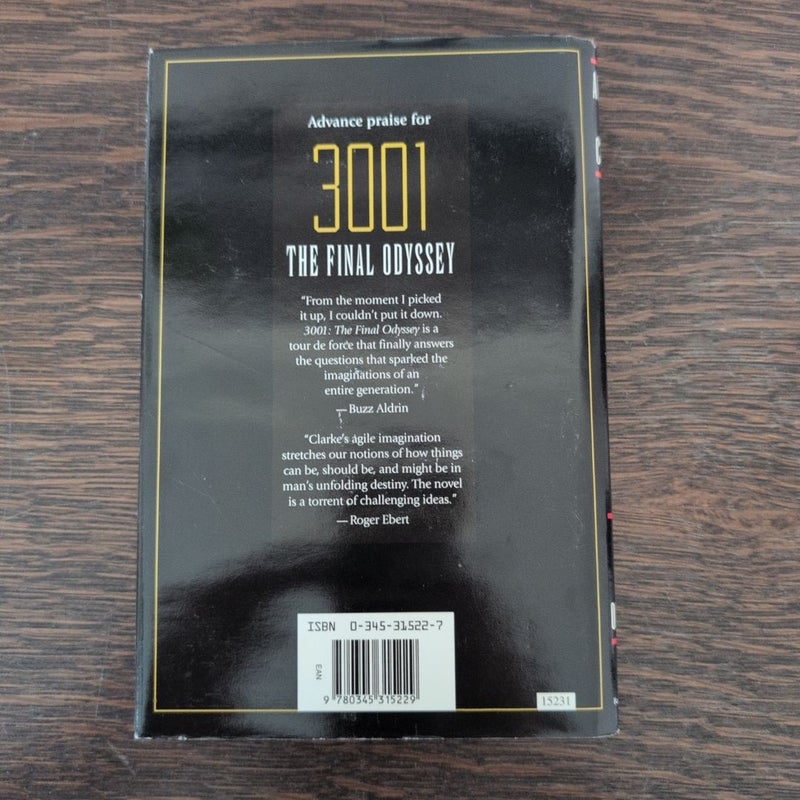 Advance praise for
3001
THE FINAL ODYSSEY
“From the moment I picked
it up, I couldn’t put it down.
3001: The Final Odyssey is a
tour de force that finally answers
the questions that sparked the
imaginations of an
entire generation.”
—Buzz Aldrin
“Clarke’s agile imagination
stretches our notions of how things
can be, should be, and might be in
man’s unfolding destiny. The novel
is a torrent of challenging ideas.”
—Roger Ebert
ISBN 0-345-31522-7
EAN
9 780345 315229
15231